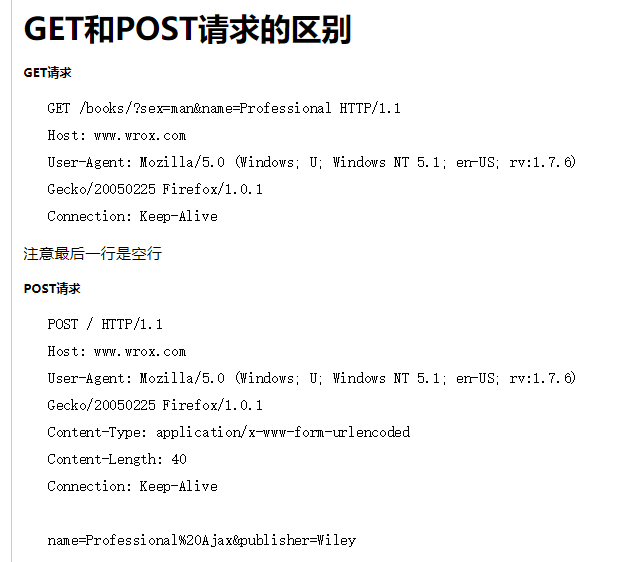 GET和POST请求的区别
GET请求
GET /books/?sex=man&name=Professional HTTP/1.1
Host: www.wrox.com
User-Agent: Mozilla/5.0 (Windows; U; Windows NT 5.1; en-US; rv:1.7.6)
Gecko/20050225 Firefox/1.0.1
Connection: Keep-Alive
注意最后一行是空行
POST请求
POST / HTTP/1.1
Host: www.wrox.com
User-Agent: Mozilla/5.0 (Windows; U; Windows NT 5.1; en-US; rv:1.7.6)
Gecko/20050225 Firefox/1.0.1
Content-Type: application/x-www-form-urlencoded
Content-Length: 40
Connection: Keep-Alive
name=Professional%20Ajax&publisher=Wiley